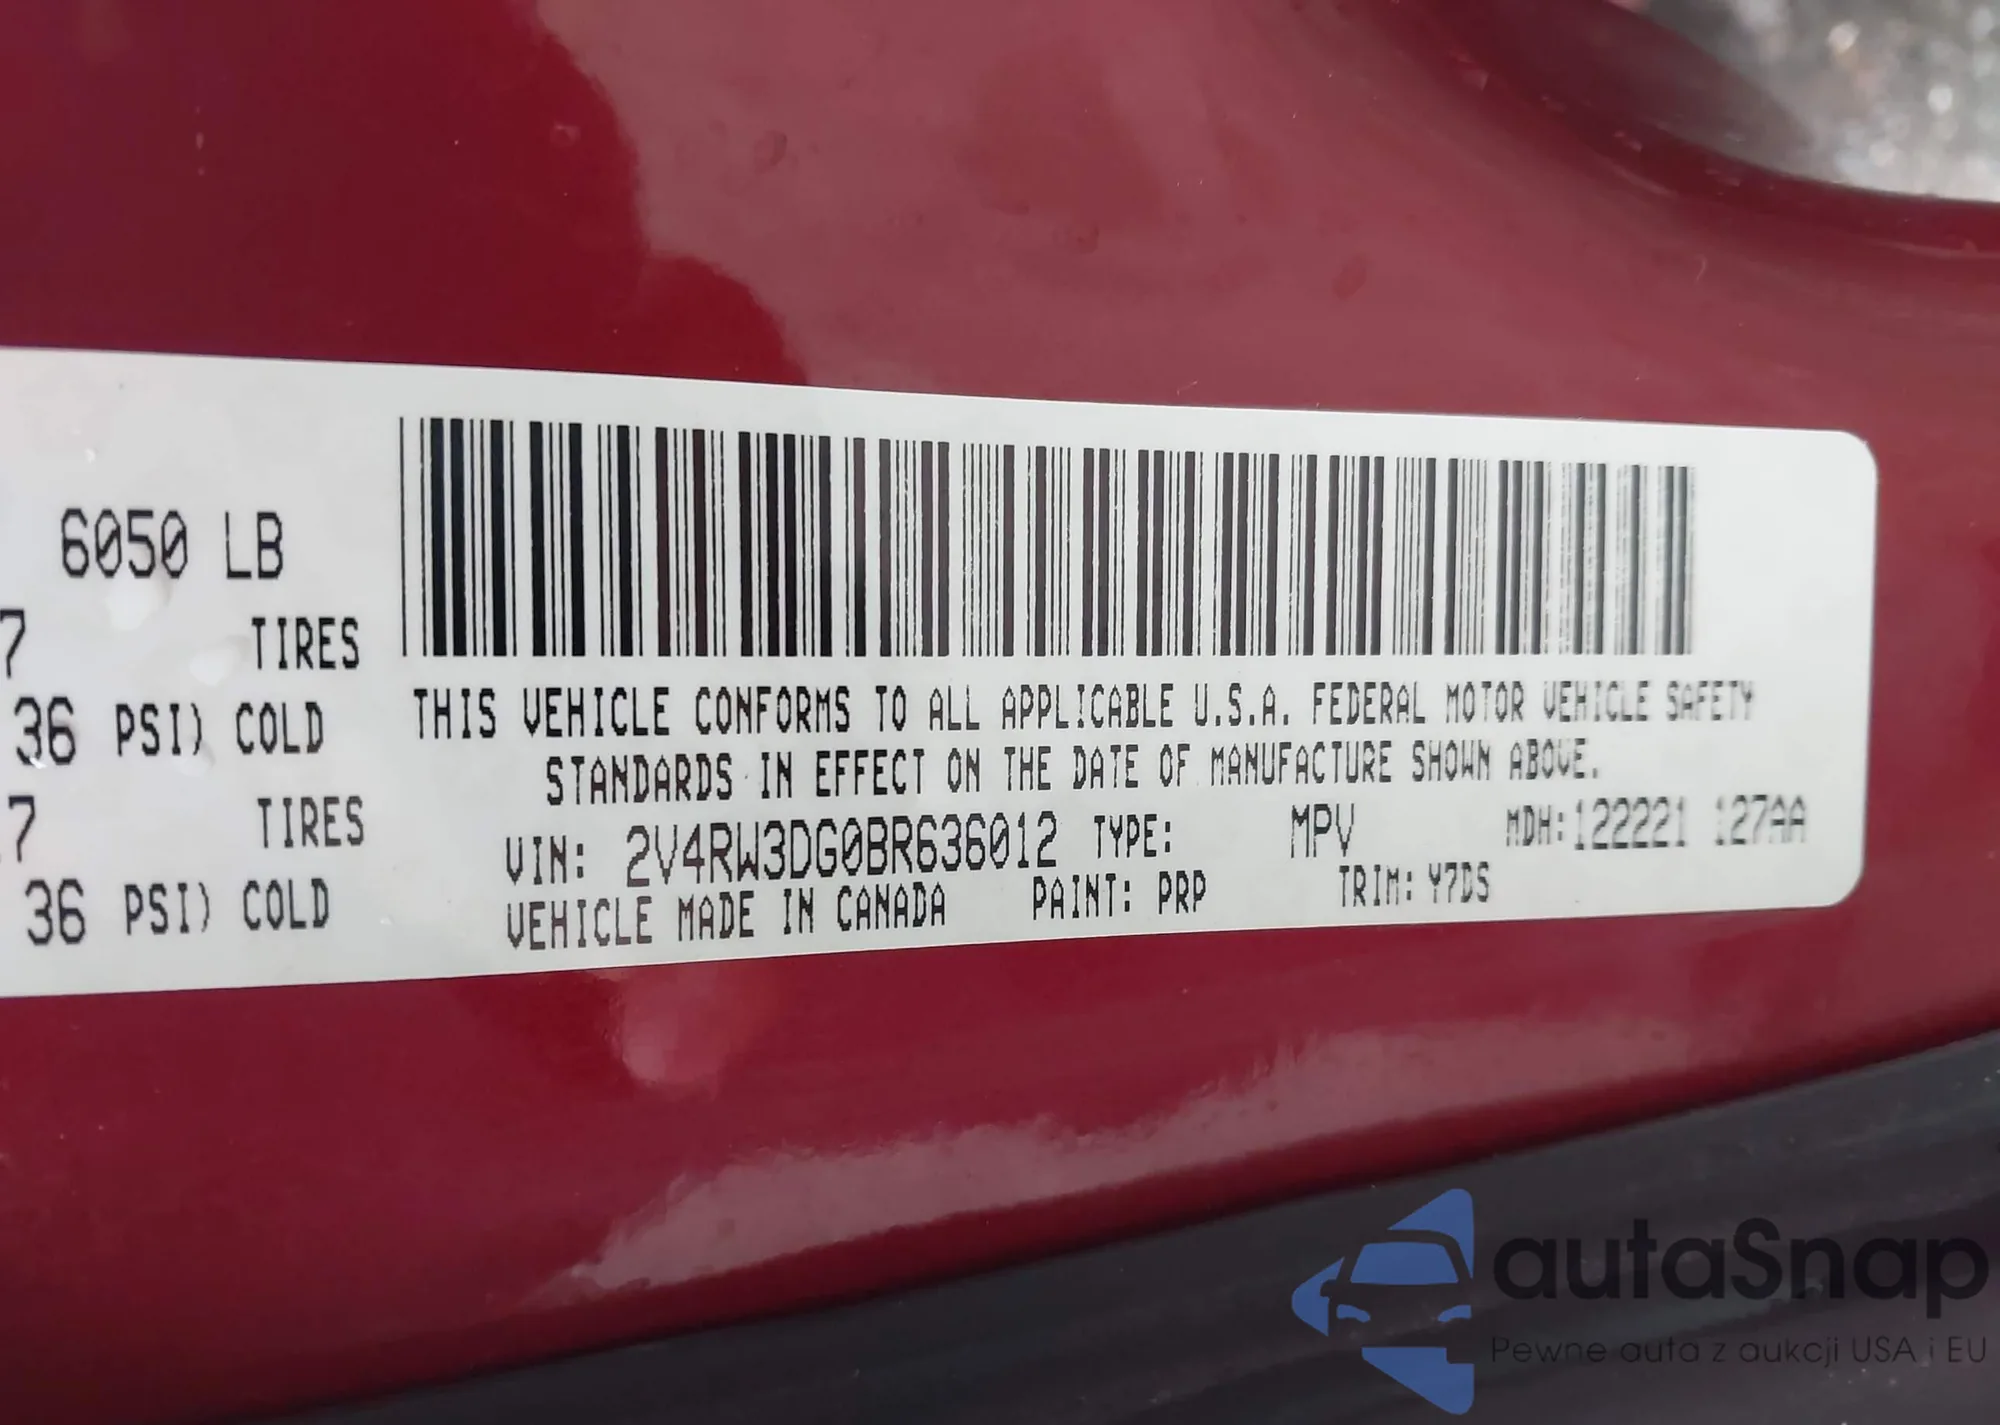 6050 LB
7 TIRES
36 PSI) COLD
7 TIRES
36 PSI) COLD
THIS VEHICLE CONFORMS TO ALL APPLICABLE U.S.A. FEDERAL MOTOR VEHICLE SAFETY
STANDARDS IN EFFECT ON THE DATE OF MANUFACTURE SHOWN ABOVE.
VIN: 2V4RW3DG0BR636012 TYPE: MPV MDH:122221 127AA
VEHICLE MADE IN CANADA PAINT: PRP TRIM: Y7DS
autaSnap
Pewne auta z aukcji USA i EU